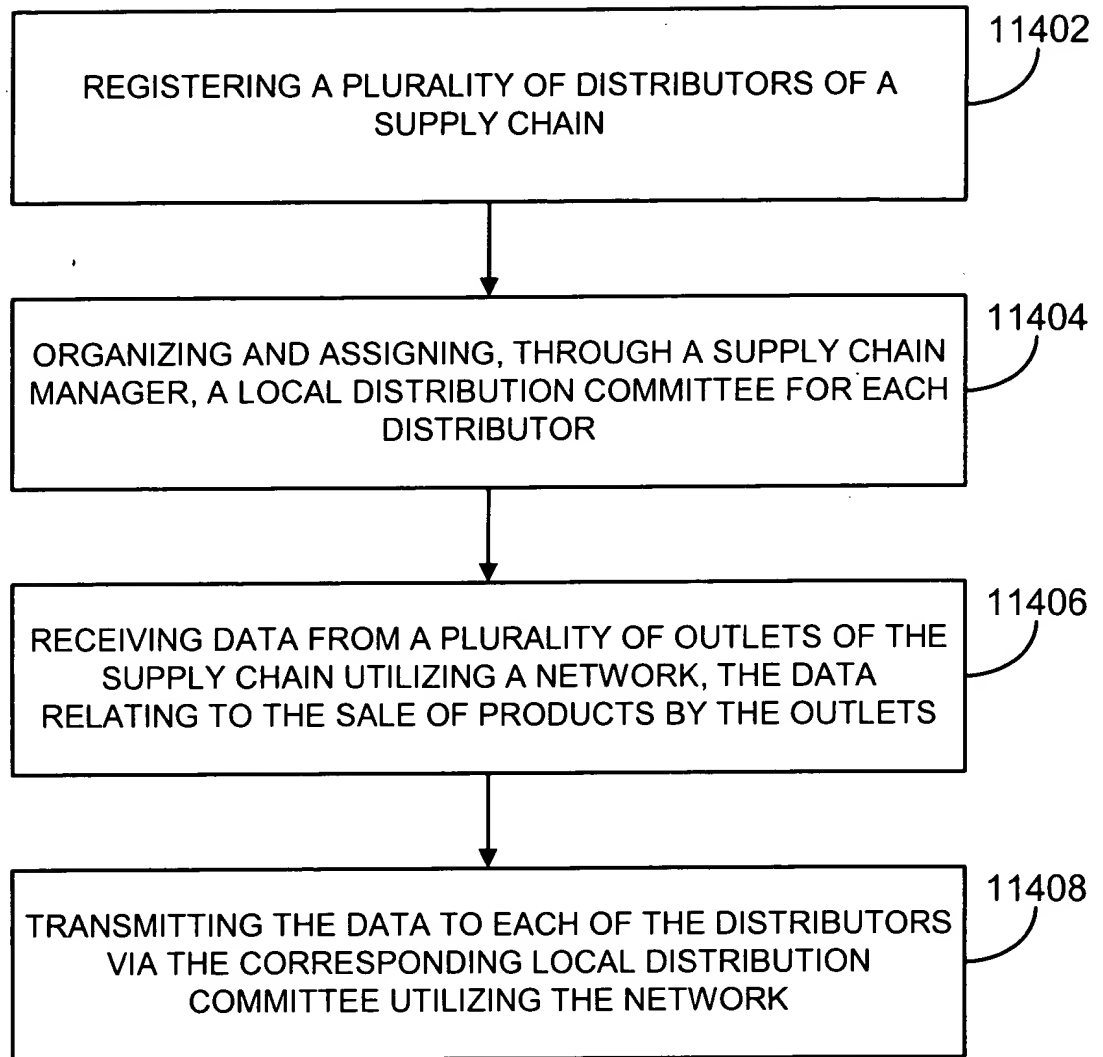 11402
REGISTERING A PLURALITY OF DISTRIBUTORS OF A
SUPPLY CHAIN
11404
ORGANIZING AND ASSIGNING, THROUGH A SUPPLY CHAIN
MANAGER, A LOCAL DISTRIBUTION COMMITTEE FOR EACH
DISTRIBUTOR
11406
RECEIVING DATA FROM A PLURALITY OF OUTLETS OF THE
SUPPLY CHAIN UTILIZING A NETWORK, THE DATA
RELATING TO THE SALE OF PRODUCTS BY THE OUTLETS
11408
TRANSMITTING THE DATA TO EACH OF THE DISTRIBUTORS
VIA THE CORRESPONDING LOCAL DISTRIBUTION
COMMITTEE UTILIZING THE NETWORK